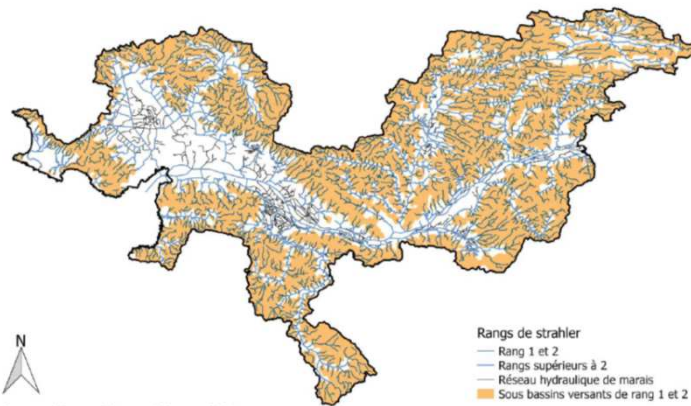 N
Rangs de strahler
Rang 1 et 2
Rangs supérieurs à 2
Réseau hydraulique de marais
Sous bassins versants de rang 1 et 2